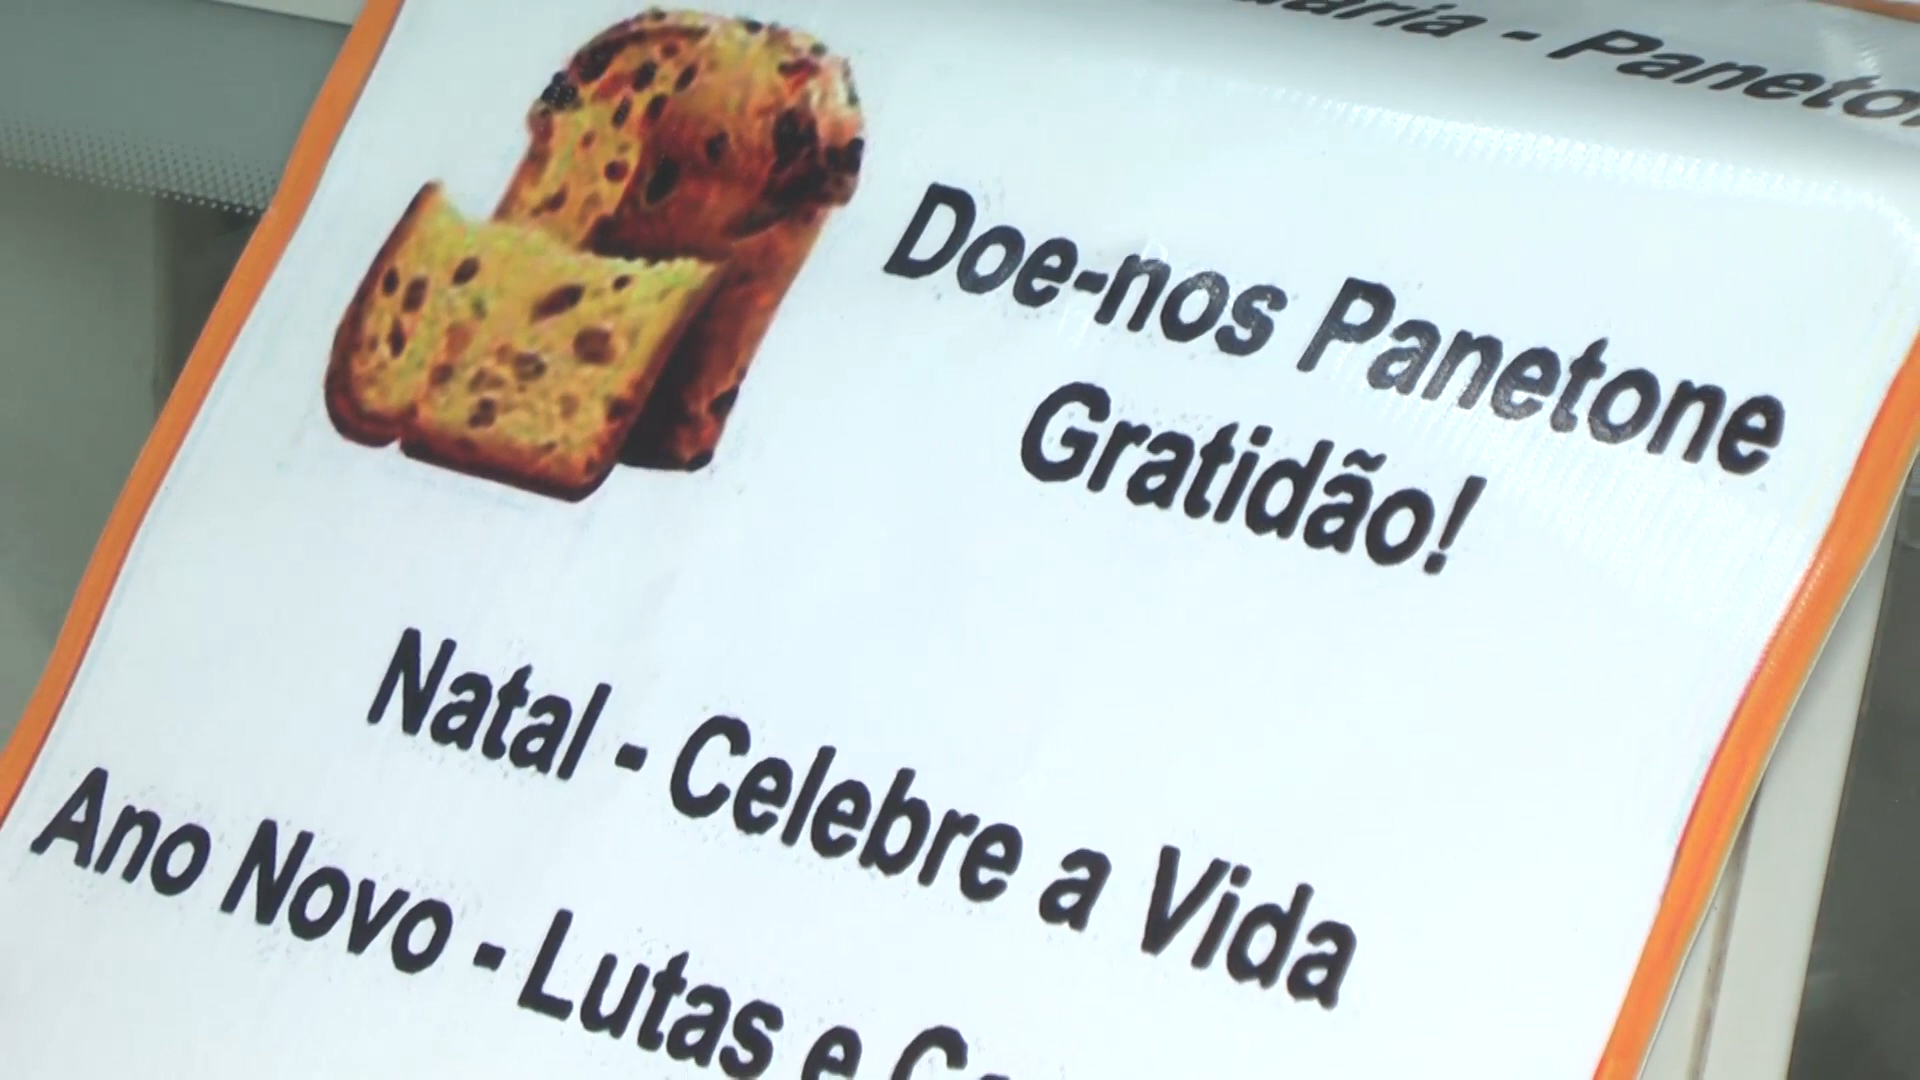 Doe-nos Panetone
Gratidão!
Natal - Celebre a Vida
Ano Novo - Lutas e